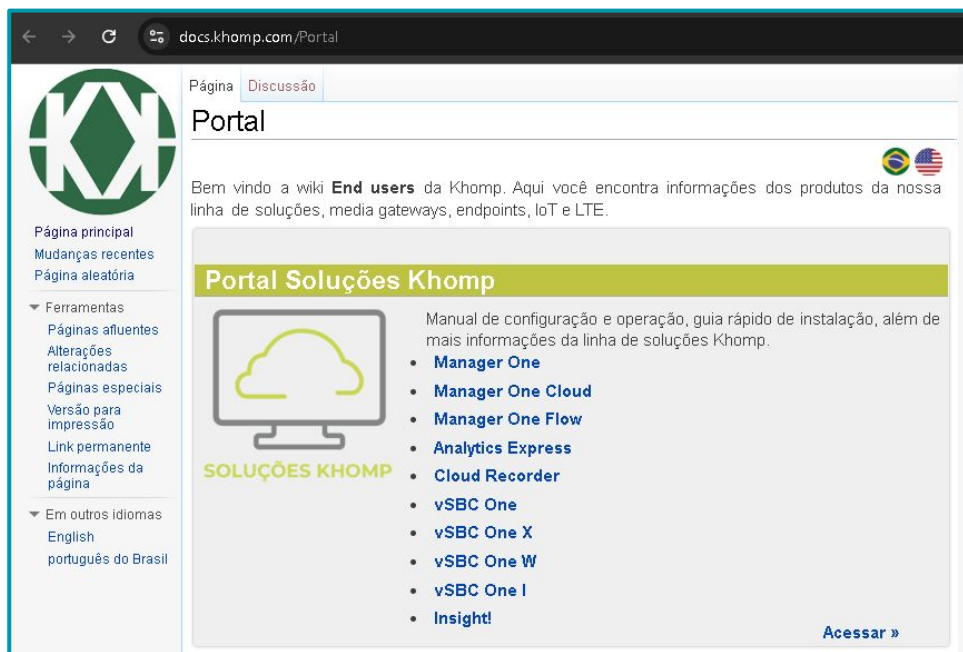 docs.khomp.com/Portal
Página Discussão
Portal
Bem vindo a wiki End users da Khomp. Aqui você encontra informações dos produtos da nossa
linha de soluções, media gateways, endpoints, IoT e LTE.
Página principal
Mudanças recentes
Página aleatória
Ferramentas
Páginas afluentes
Alterações
relacionadas
Páginas especiais
Versão para
impressão
Link permanente
Informações da
página
Em outros idiomas
English
português do Brasil
Portal Soluções Khomp
SOLUÇÕES KHOMP
Manual de configuração e operação, guia rápido de instalação, além de
mais informações da linha de soluções Khomp.
Manager One
Manager One Cloud
Manager One Flow
Analytics Express
Cloud Recorder
vSBC One
vSBC One X
vSBC One W
vSBC One I
Insight!
Acessar »